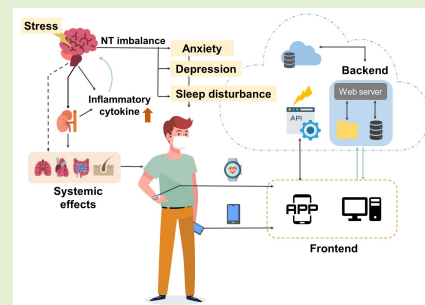 Stress
NT imbalance
Anxiety
Depression
Sleep disturbance
Inflammatory
cytokine
Systemic
effects
Backend
Web server
API
APP
Frontend